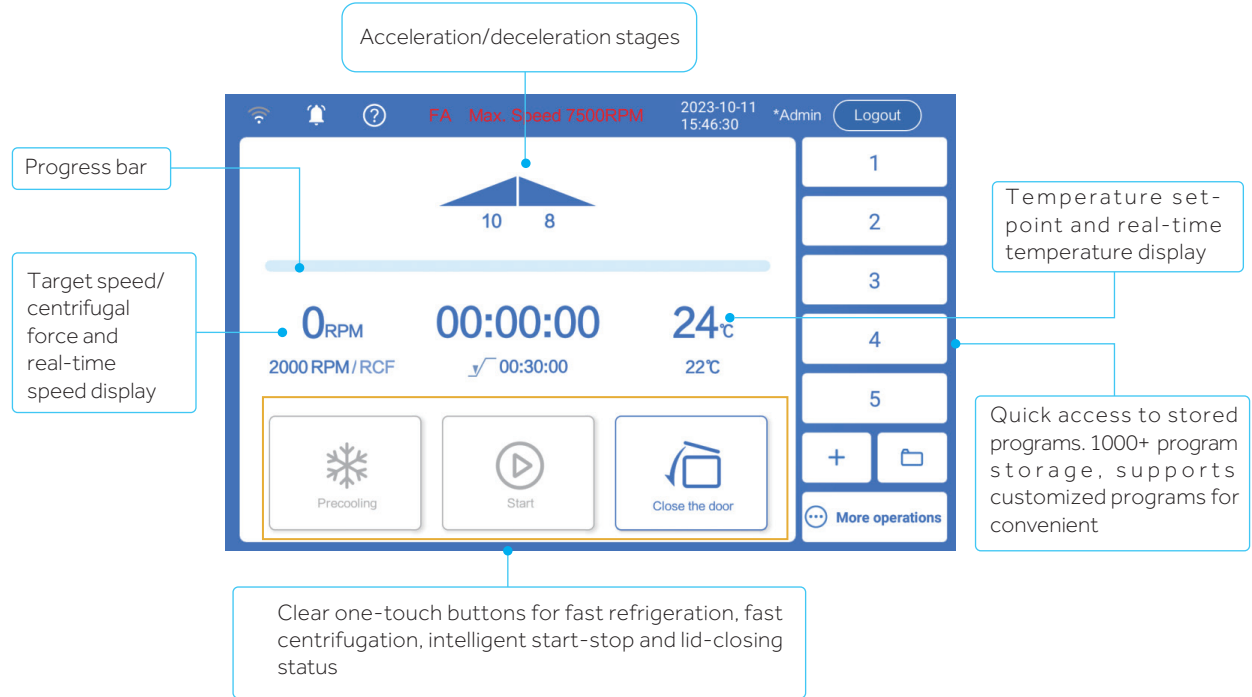 Acceleration/deceleration stages
FA Max. Speed 7500RPM
2023-10-11
15:46:30
*Admin
Logout
Progress bar
10 8
1
2
3
4
5
Temperature set-
point and real-time
temperature display
Target speed/
centrifugal
force and
real-time
speed display
0RPM
2000 RPM/RCF
00:00:00
00:30:00
24℃
22℃
Precooling
Start
Close the door
+
More operations
Quick access to stored
programs. 1000+ program
storage, supports
customized programs for
convenient
Clear one-touch buttons for fast refrigeration, fast
centrifugation, intelligent start-stop and lid-closing
status